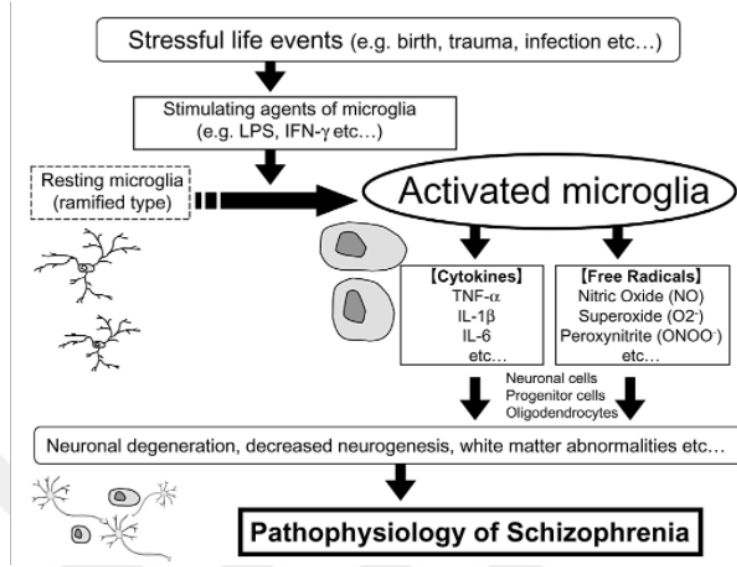 Stressful life events (e.g. birth, trauma, infection etc…)
Stimulating agents of microglia
(e.g. LPS, IFN-γ etc…)
Resting microglia
(ramified type)
Activated microglia
【Cytokines】
TNF-α
IL-1β
IL-6
etc…
【Free Radicals】
Nitric Oxide (NO)
Superoxide (O2⁻)
Peroxynitrite (ONOO⁻)
etc…
Neuronal cells
Progenitor cells
Oligodendrocytes
Neuronal degeneration, decreased neurogenesis, white matter abnormalities etc…
Pathophysiology of Schizophrenia